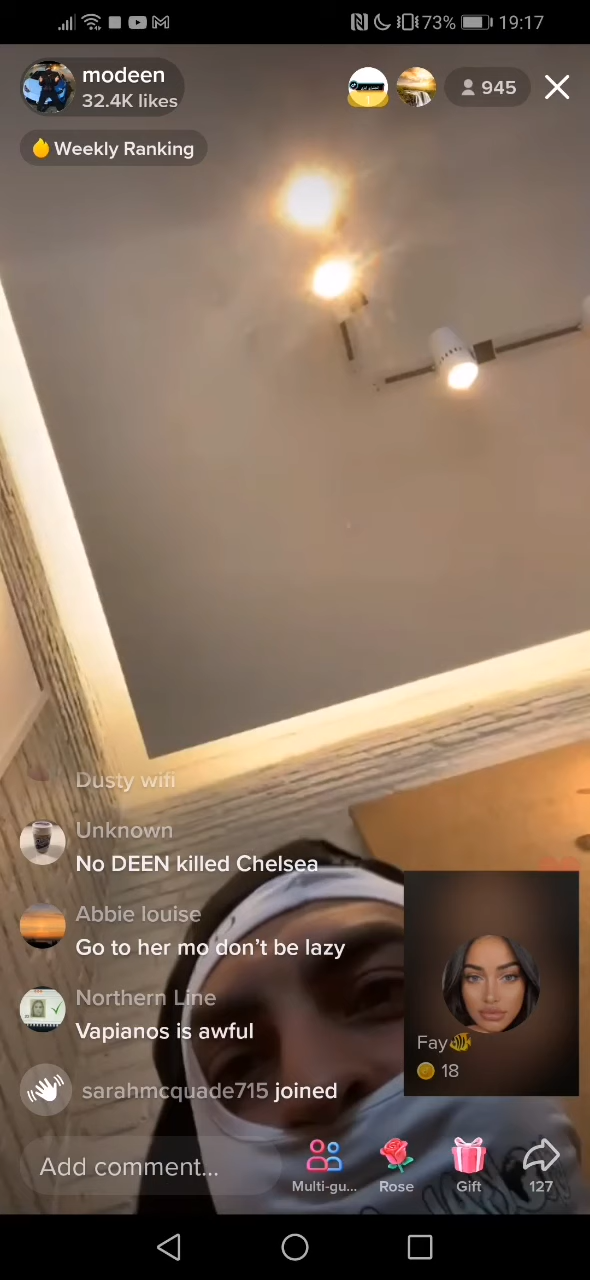 73% 19:17
modeen
32.4K likes
945
Weekly Ranking
Dusty wifi
Unknown
No DEEN killed Chelsea
Abbie louise
Go to her mo don't be lazy
Northern Line
Vapianos is awful
sarahmcquade715 joined
Fay🐠
18
Add comment...
Multi-gu...
Rose
Gift
127